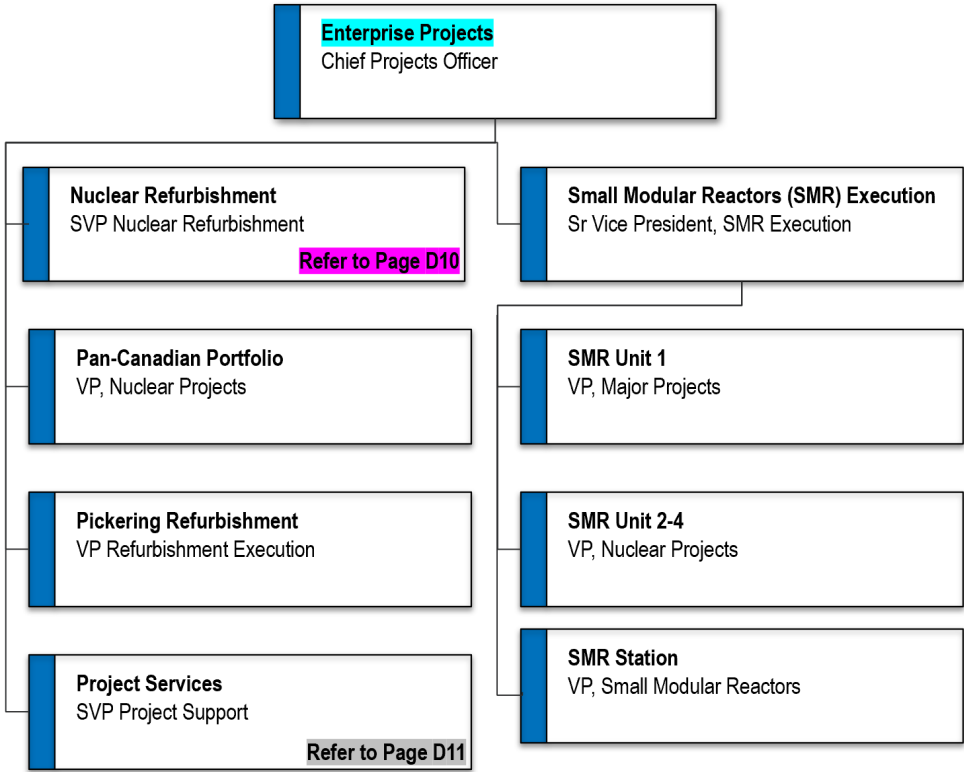 Enterprise Projects
Chief Projects Officer
Nuclear Refurbishment
SVP Nuclear Refurbishment
Refer to Page D10
Small Modular Reactors (SMR) Execution
Sr Vice President, SMR Execution
Pan-Canadian Portfolio
VP, Nuclear Projects
SMR Unit 1
VP, Major Projects
Pickering Refurbishment
VP Refurbishment Execution
SMR Unit 2-4
VP, Nuclear Projects
Project Services
SVP Project Support
Refer to Page D11
SMR Station
VP, Small Modular Reactors